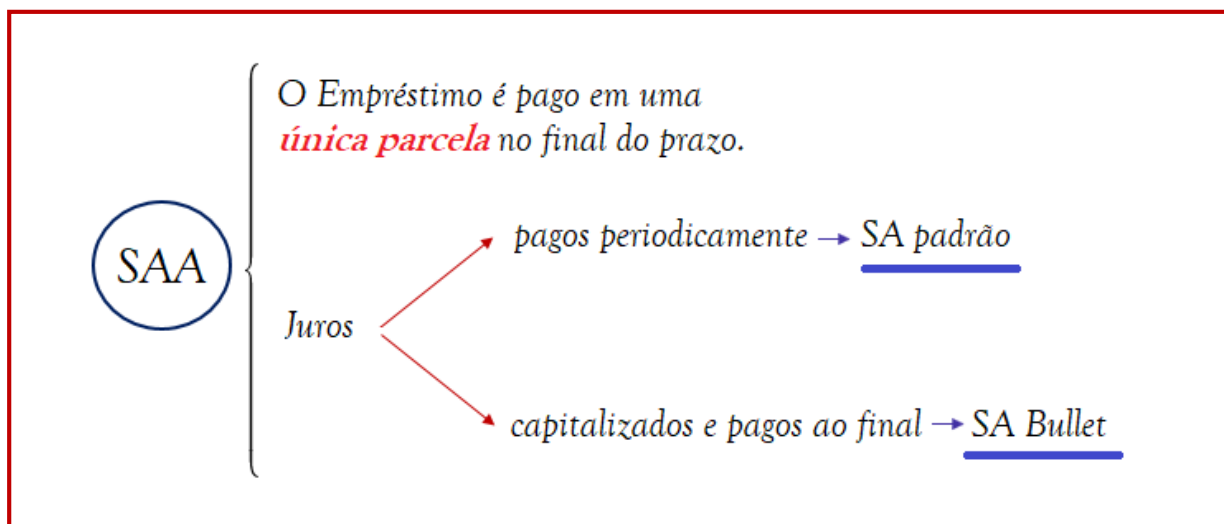 O Empréstimo é pago em uma
única parcela no final do prazo.
SAA
Juros
pagos periodicamente → SA padrão
capitalizados e pagos ao final → SA Bullet